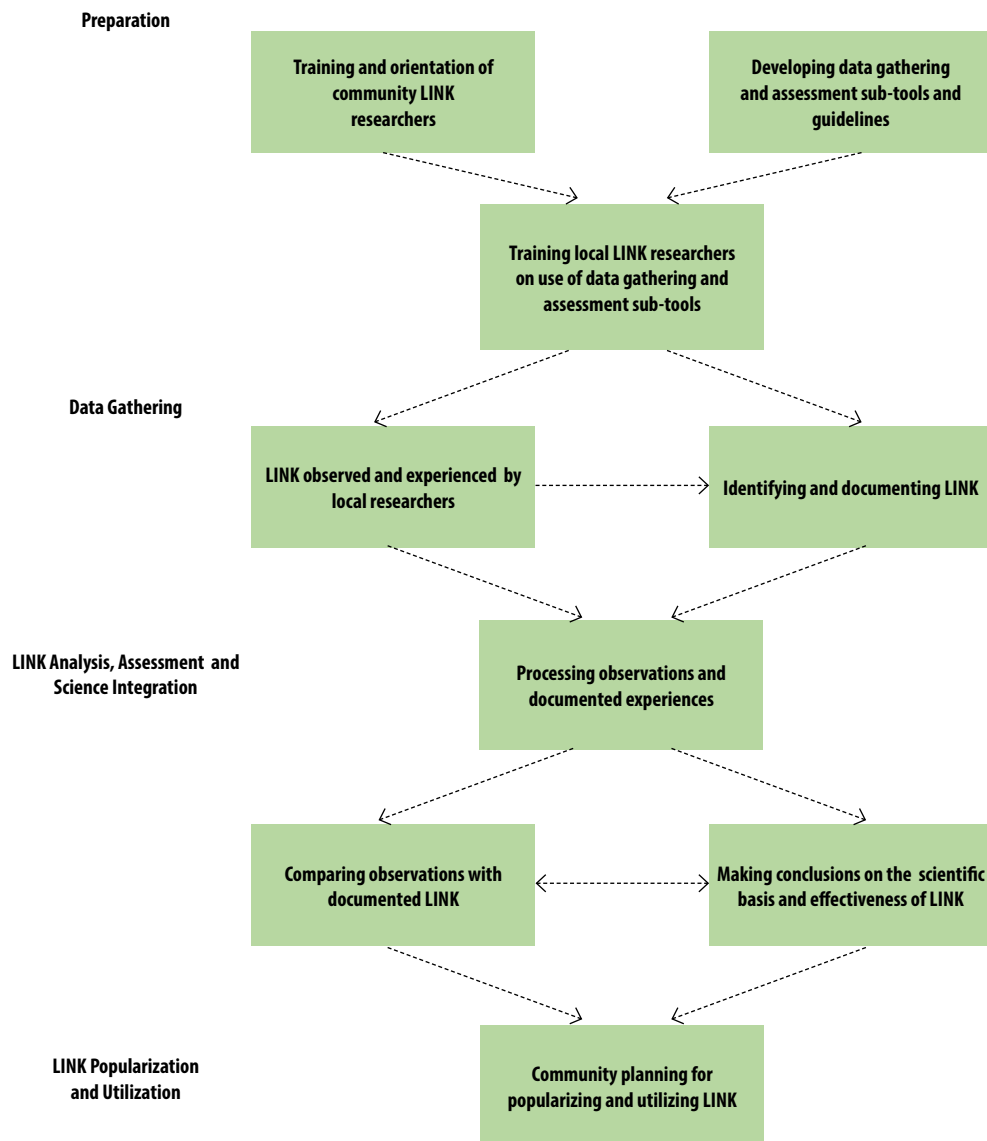 Preparation
Training and orientation of
community LINK
researchers
Developing data gathering
and assessment sub-tools and
guidelines
Training local LINK researchers
on use of data gathering and
assessment sub-tools
Data Gathering
LINK observed and experienced by
local researchers
Identifying and documenting LINK
LINK Analysis, Assessment and
Science Integration
Processing observations and
documented experiences
Comparing observations with
documented LINK
Making conclusions on the scientific
basis and effectiveness of LINK
LINK Popularization
and Utilization
Community planning for
popularizing and utilizing LINK